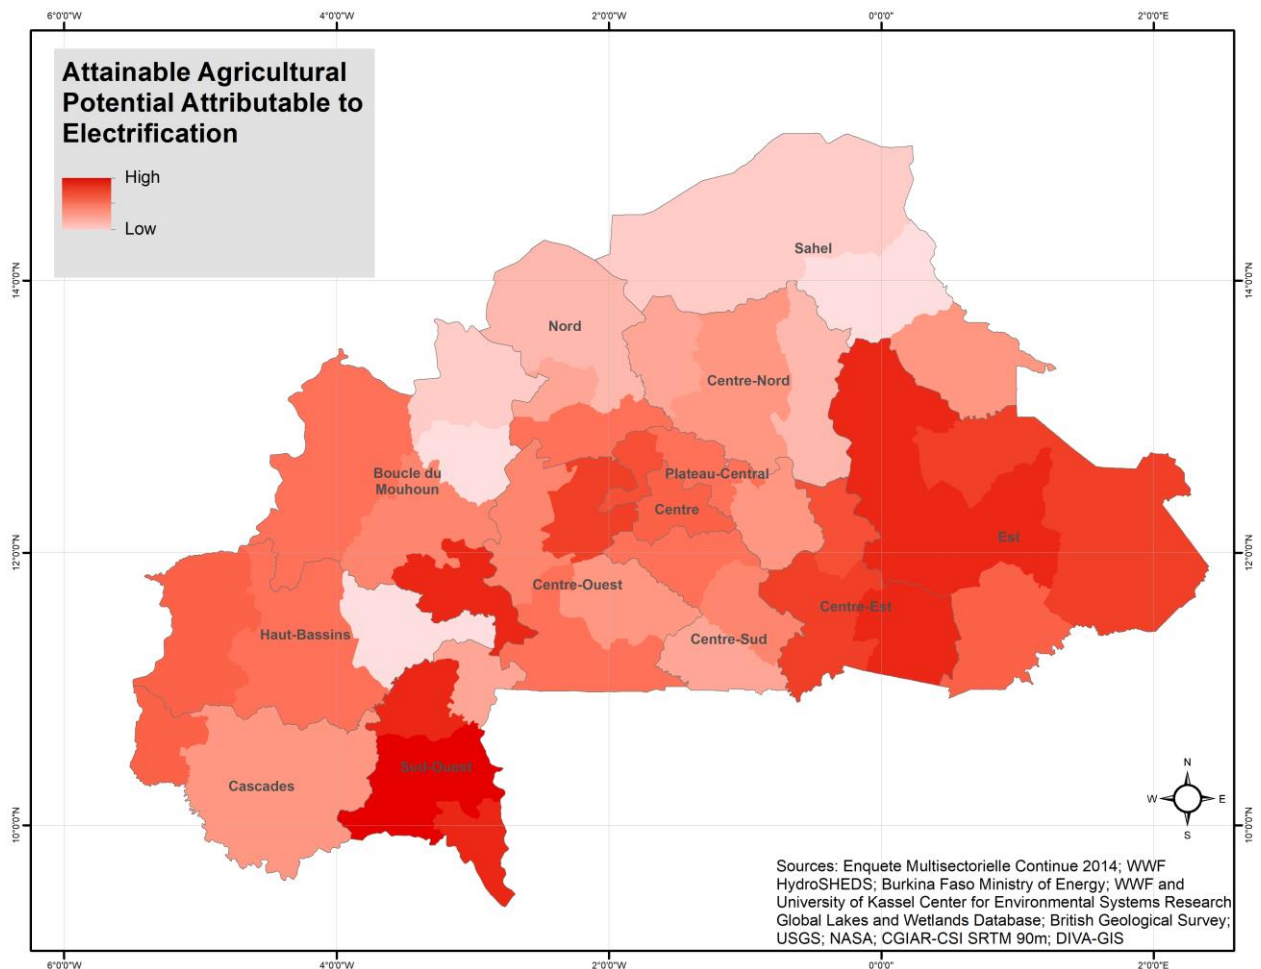 6°0'0"W 4°0'0"W 2°0'0"W 0°0'0" 2°0'0"E
Attainable Agricultural
Potential Attributable to
Electrification
High
Low
Sahel
14°0'0"N 14°0'0"N
Nord
Centre-Nord
Boucle du
Mouhoun
Plateau-Central
Centre
Est
12°0'0"N 12°0'0"N
Centre-Ouest
Centre-Est
Haut-Bassins
Centre-Sud
Sud-Ouest
Cascades
N
W E
S
10°0'0"N 10°0'0"N
Sources: Enquete Multisectorielle Continue 2014; WWF
HydroSHEDS; Burkina Faso Ministry of Energy; WWF and
University of Kassel Center for Environmental Systems Research
Global Lakes and Wetlands Database; British Geological Survey;
USGS; NASA; CGIAR-CSI SRTM 90m; DIVA-GIS
6°0'0"W 4°0'0"W 2°0'0"W 0°0'0" 2°0'0"E